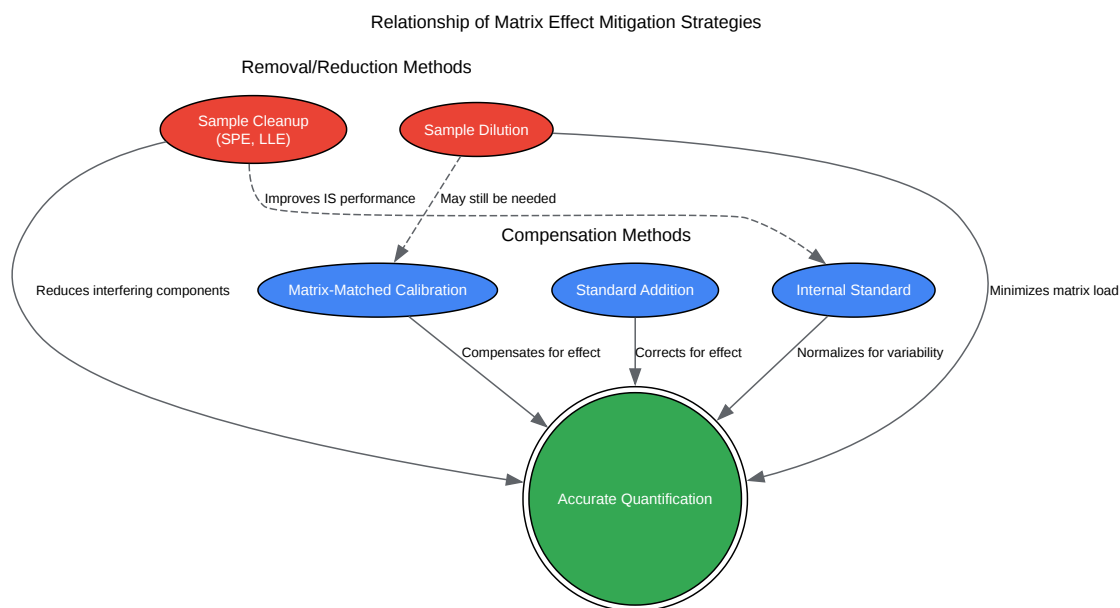 Relationship of Matrix Effect Mitigation Strategies
Removal/Reduction Methods
Sample Cleanup
(SPE, LLE)
Sample Dilution
Improves IS performance
May still be needed
Compensation Methods
Reduces interfering components
Matrix-Matched Calibration
Standard Addition
Internal Standard
Minimizes matrix load
Compensates for effect
Corrects for effect
Normalizes for variability
Accurate Quantification